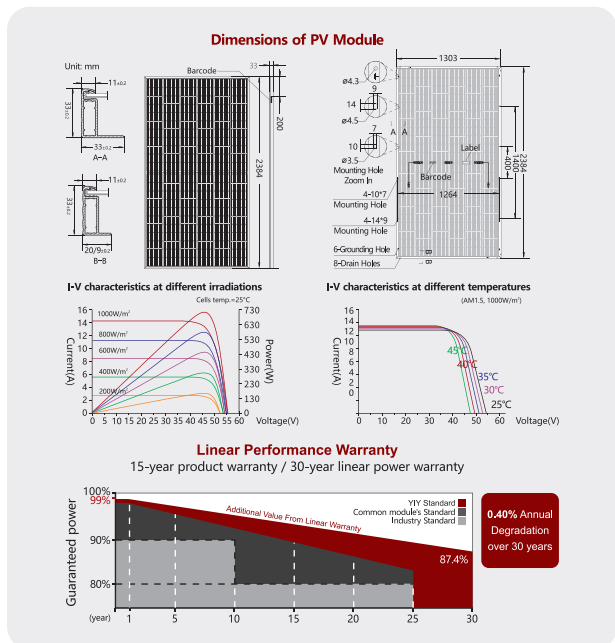 Dimensions of PV Module
Unit: mm
Barcode
33
11±0.2
33±0.2
33±0.2
A-A
11±0.2
33±0.2
20/9±0.2
B-B
200
2384
1303
ø4.3
9
14
ø4.5
7
10
ø3.5
A A
Mounting Hole
Zoom In
Label
Barcode
4-10*7
Mounting Hole
1264
4-14*9
Mounting Hole
6-Grounding Hole
8-Drain Holes
B B
400
1400
2384
I-V characteristics at different irradiations
Cells temp.=25°C
Current(A)
16
14
12
10
8
6
4
2
0
1000W/m²
800W/m²
600W/m²
400W/m²
200W/m²
730
630
530
430
330
230
130
0
Power(W)
0 5 10 15 20 25 30 35 40 45 50 55 60
Voltage(V)
I-V characteristics at different temperatures
(AM1.5, 1000W/m²)
Current(A)
16
14
12
10
8
6
4
2
0
45℃
40℃
35℃
30℃
25℃
0 10 20 30 40 60
Voltage(V)
Linear Performance Warranty
15-year product warranty / 30-year linear power warranty
Guaranteed power
100%
99%
90%
80%
Additional Value From Linear Warranty
YIY Standard
Common module's Standard
Industry Standard
87.4%
(year) 1 5 10 15 20 25 30
0.40% Annual
Degradation
over 30 years